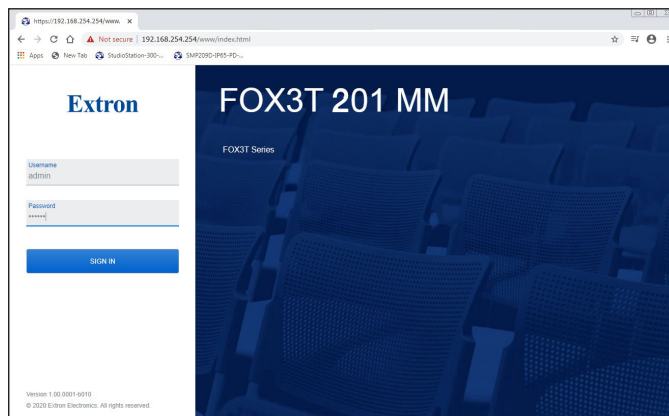 https://192.168.254.254/www.
Not secure | 192.168.254.254/www/index.html
Apps New Tab StudioStation-300-... SMP209D-IP65-PD-...
Extron
FOX3T 201 MM
FOX3T Series
Username
admin
Password
••••••
SIGN IN
Version 1.00.0001-b010
© 2020 Extron Electronics. All rights reserved.